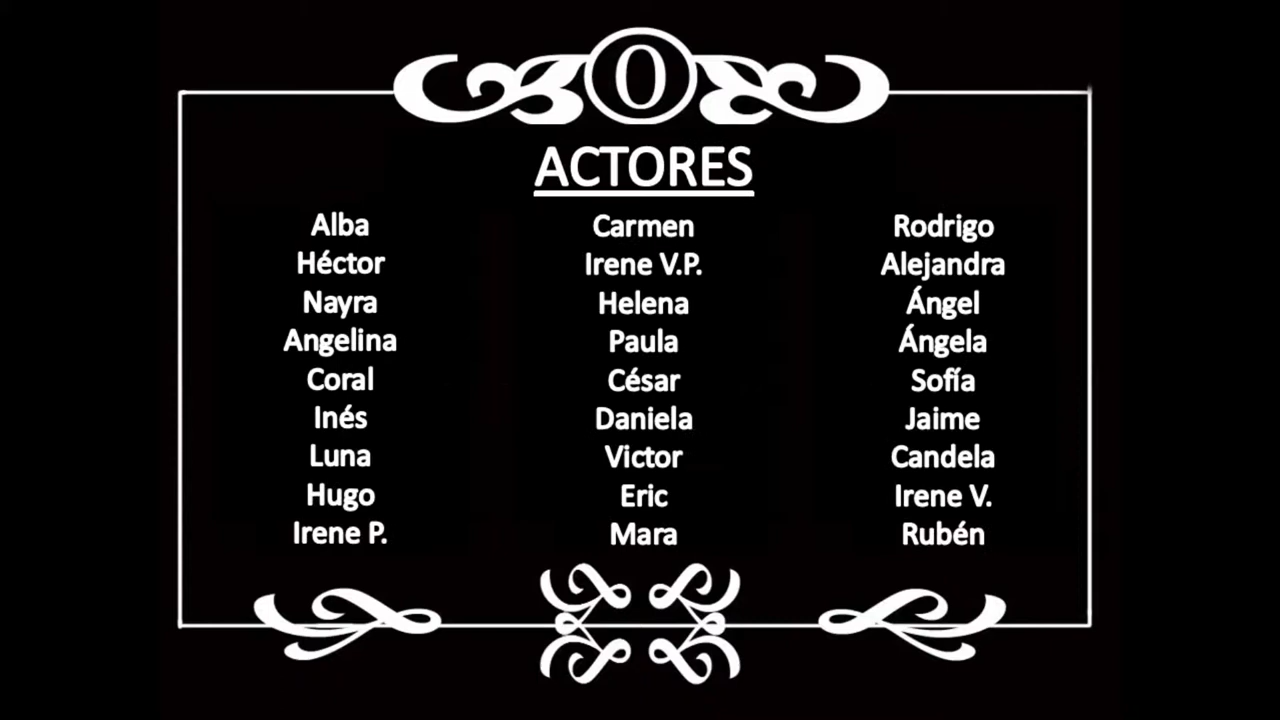 O
ACTORES
Alba
Héctor
Nayra
Angelina
Coral
Inés
Luna
Hugo
Irene P.
Carmen
Irene V.P.
Helena
Paula
César
Daniela
Victor
Eric
Mara
Rodrigo
Alejandra
Ángel
Ángela
Sofía
Jaime
Candela
Irene V.
Rubén